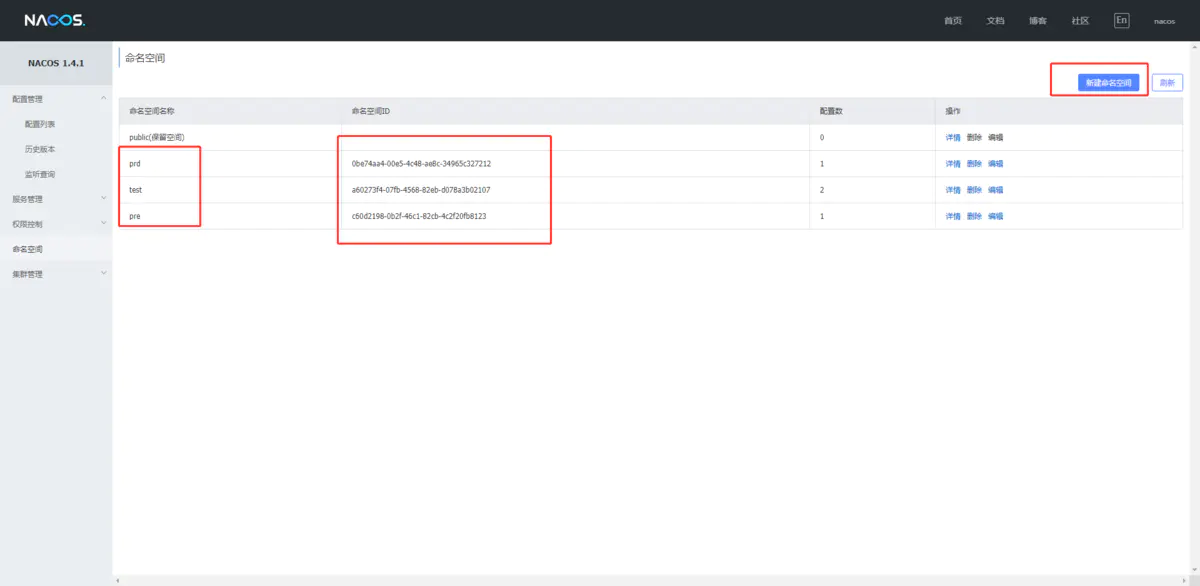 NACOS.
首页 文档 博客 社区 En nacos
NACOS 1.4.1
配置管理
配置列表
历史版本
监听查询
服务管理
权限控制
命名空间
集群管理
命名空间
新建命名空间 刷新
命名空间名称 命名空间ID 配置数 操作
public(保留空间) 0 详情 删除 编辑
prd 0be74aa4-00e5-4c48-ae8c-34965c327212 1 详情 删除 编辑
test a60273f4-07fb-4568-82eb-d078a3b02107 2 详情 删除 编辑
pre c60d2198-0b2f-46c1-82cb-4c2f20fb8123 1 详情 删除 编辑